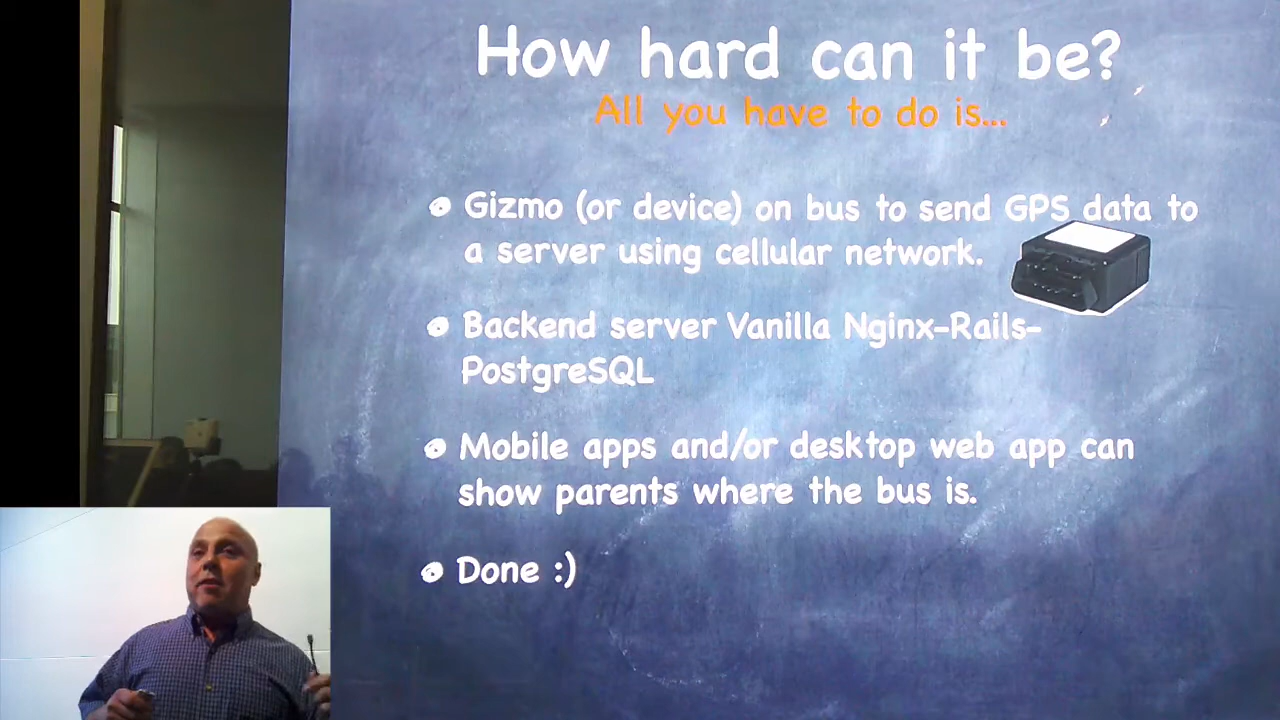 How hard can it be?
All you have to do is...
Gizmo (or device) on bus to send GPS data to
a server using cellular network.
Backend server Vanilla Nginx-Rails-
PostgreSQL
Mobile apps and/or desktop web app can
show parents where the bus is.
Done :)